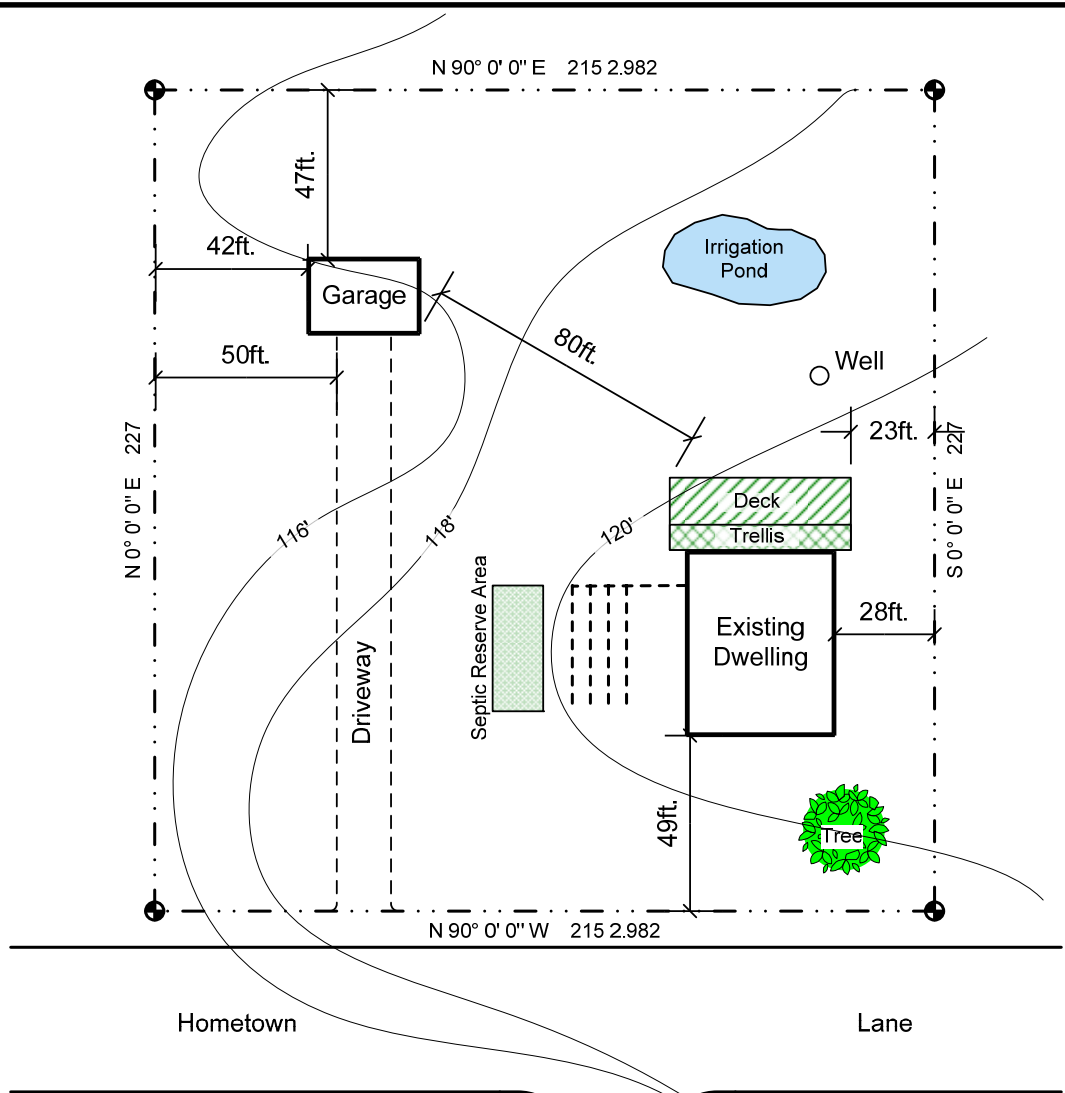 N 90° 0' 0" E 215 2.982
47ft.
42ft.
Irrigation
Pond
Garage
80ft.
50ft.
Well
23ft.
N 0° 0' 0" E 227
S 0° 0' 0" E 227
Deck
116'
118'
120'
Trellis
Septic Reserve Area
28ft.
Existing
Dwelling
Driveway
49ft.
Tree
N 90° 0' 0" W 215 2.982
Hometown Lane